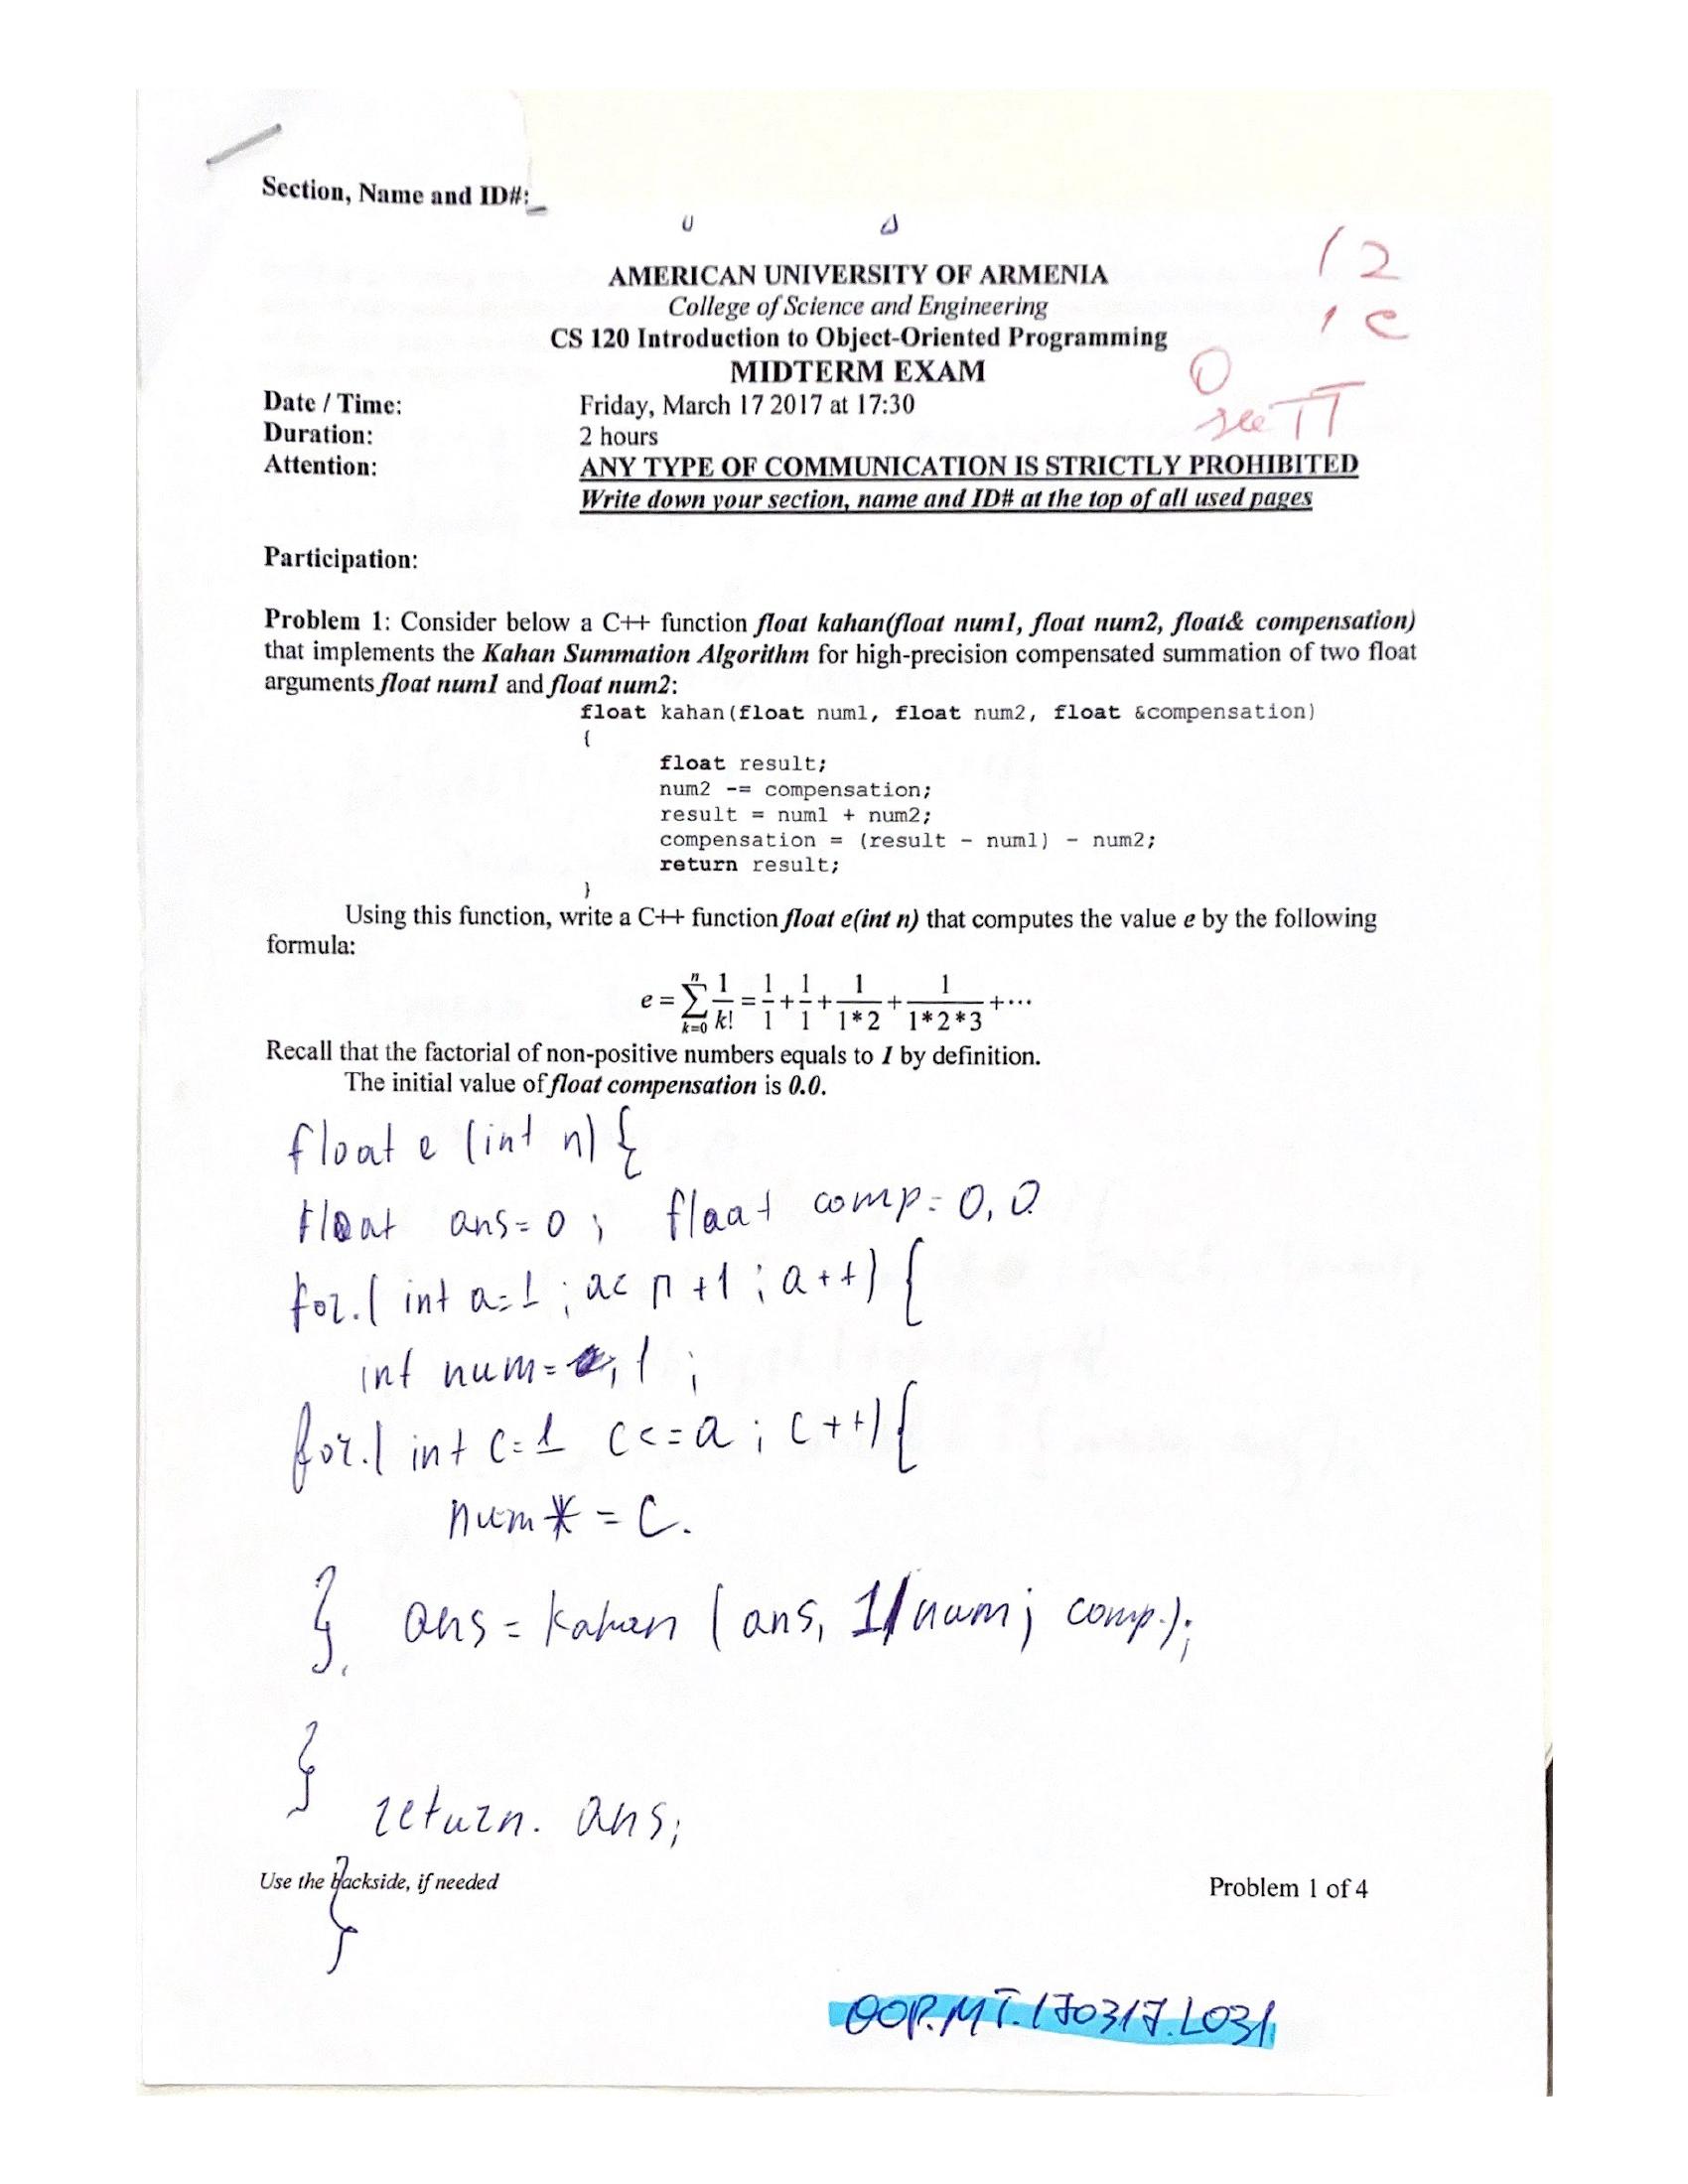 Section, Name and ID#:
12
AMERICAN UNIVERSITY OF ARMENIA
College of Science and Engineering
CS 120 Introduction to Object-Oriented Programming
MIDTERM EXAM
0
see TT
Date / Time: Friday, March 17 2017 at 17:30
Duration: 2 hours
Attention: ANY TYPE OF COMMUNICATION IS STRICTLY PROHIBITED
Write down your section, name and ID# at the top of all used pages
Participation:
Problem 1: Consider below a C++ function float kahan(float num1, float num2, float& compensation)
that implements the Kahan Summation Algorithm for high-precision compensated summation of two float
arguments float num1 and float num2:
float kahan(float num1, float num2, float &compensation)
{
float result;
num2 -= compensation;
result = num1 + num2;
compensation = (result - num1) - num2;
return result;
}
Using this function, write a C++ function float e(int n) that computes the value e by the following
formula:
e = \sum_{k=0}^{n} \frac{1}{k!} = \frac{1}{1} + \frac{1}{1} + \frac{1}{1*2} + \frac{1}{1*2*3} + ⋯
Recall that the factorial of non-positive numbers equals to 1 by definition.
The initial value of float compensation is 0.0.
float e (int n) {
float ans = 0 ; float comp = 0,0
for.( int a=1 ; a< n+1 ; a++) {
int num = 1 ;
for.( int c=1 c<=a ; c++) {
num * = c.
} ans = kahan ( ans, 1/num; comp.);
}
return. ans;
Use the backside, if needed
Problem 1 of 4
}
OOP.MT.170317.L031